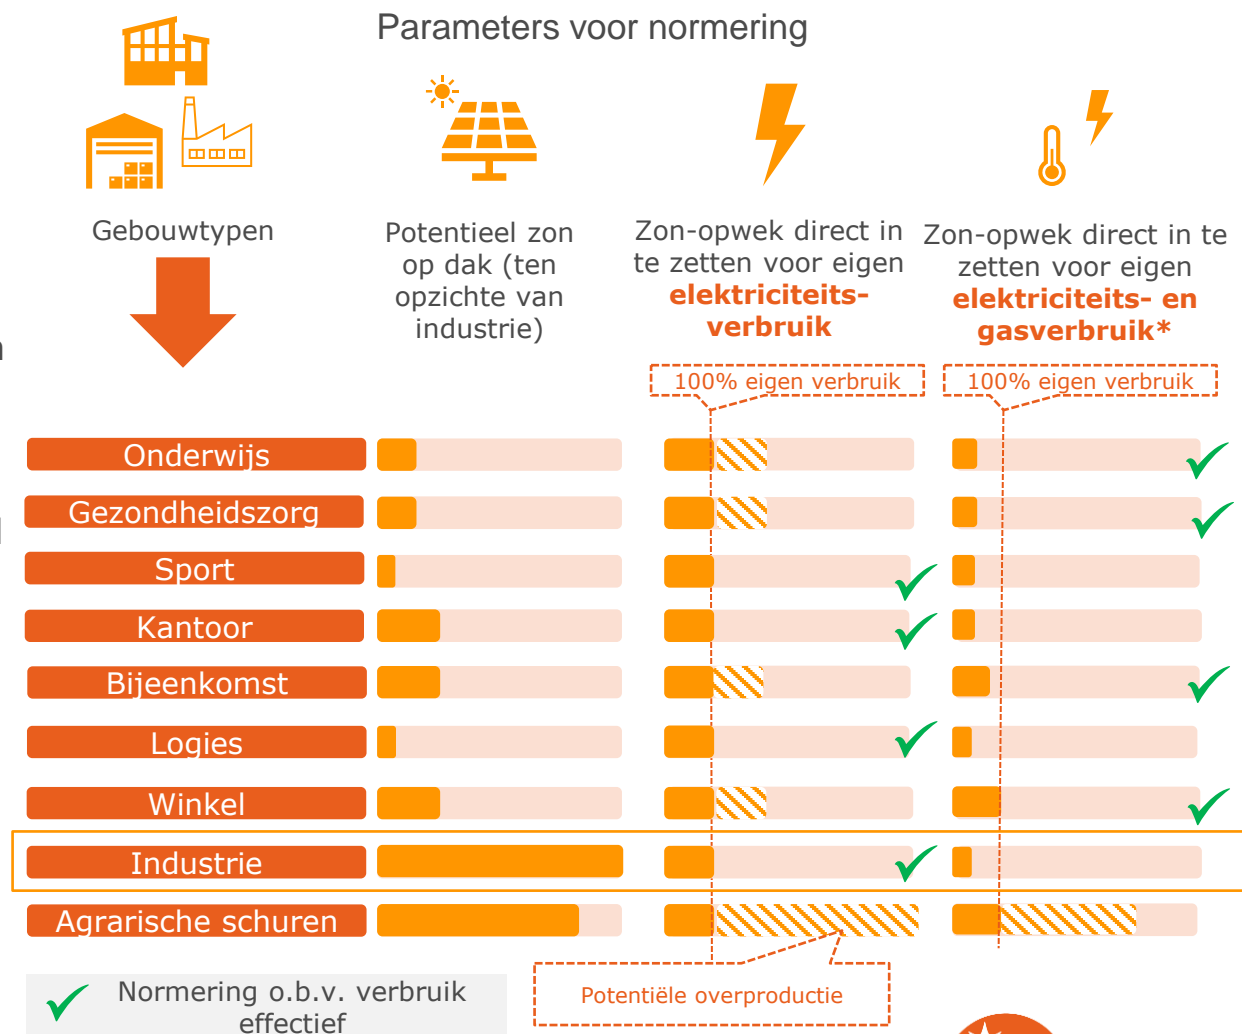 Parameters voor normering
Gebouwtypen
Potentieel zon
op dak (ten
opzichte van
industrie)
Zon-opwek direct in
te zetten voor eigen
elektriciteits-
verbruik
Zon-opwek direct in te
zetten voor eigen
elektriciteits- en
gasverbruik*
100% eigen verbruik
100% eigen verbruik
Onderwijs
Gezondheidszorg
Sport
Kantoor
Bijeenkomst
Logies
Winkel
Industrie
Agrarische schuren
Normering o.b.v. verbruik
effectief
Potentiële overproductie